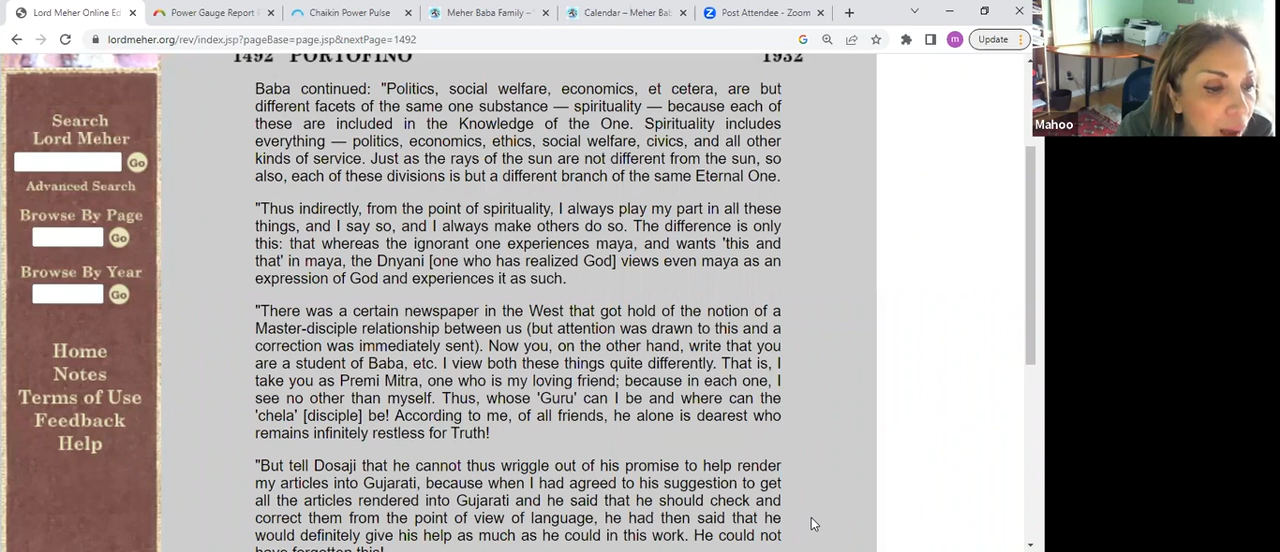 Lord Meher Online Ed
Power Gauge Report
Chaikin Power Pulse
Meher Baba Family –
Calendar – Meher Bab
Post Attendee - Zoom
lordmeher.org/rev/index.jsp?pageBase=page.jsp&nextPage=1492
m
Update
Mahoo
Search
Lord Meher
Go
Advanced Search
Browse By Page
Go
Browse By Year
Go
Home
Notes
Terms of Use
Feedback
Help
1492 PORTOFINO 1932
Baba continued: "Politics, social welfare, economics, et cetera, are but
different facets of the same one substance — spirituality — because each of
these are included in the Knowledge of the One. Spirituality includes
everything — politics, economics, ethics, social welfare, civics, and all other
kinds of service. Just as the rays of the sun are not different from the sun, so
also, each of these divisions is but a different branch of the same Eternal One.
"Thus indirectly, from the point of spirituality, I always play my part in all these
things, and I say so, and I always make others do so. The difference is only
this: that whereas the ignorant one experiences maya, and wants 'this and
that' in maya, the Dnyani [one who has realized God] views even maya as an
expression of God and experiences it as such.
"There was a certain newspaper in the West that got hold of the notion of a
Master-disciple relationship between us (but attention was drawn to this and a
correction was immediately sent). Now you, on the other hand, write that you
are a student of Baba, etc. I view both these things quite differently. That is, I
take you as Premi Mitra, one who is my loving friend; because in each one, I
see no other than myself. Thus, whose 'Guru' can I be and where can the
'chela' [disciple] be! According to me, of all friends, he alone is dearest who
remains infinitely restless for Truth!
"But tell Dosaji that he cannot thus wriggle out of his promise to help render
my articles into Gujarati, because when I had agreed to his suggestion to get
all the articles rendered into Gujarati and he said that he should check and
correct them from the point of view of language, he had then said that he
would definitely give his help as much as he could in this work. He could not
have forgotten this!